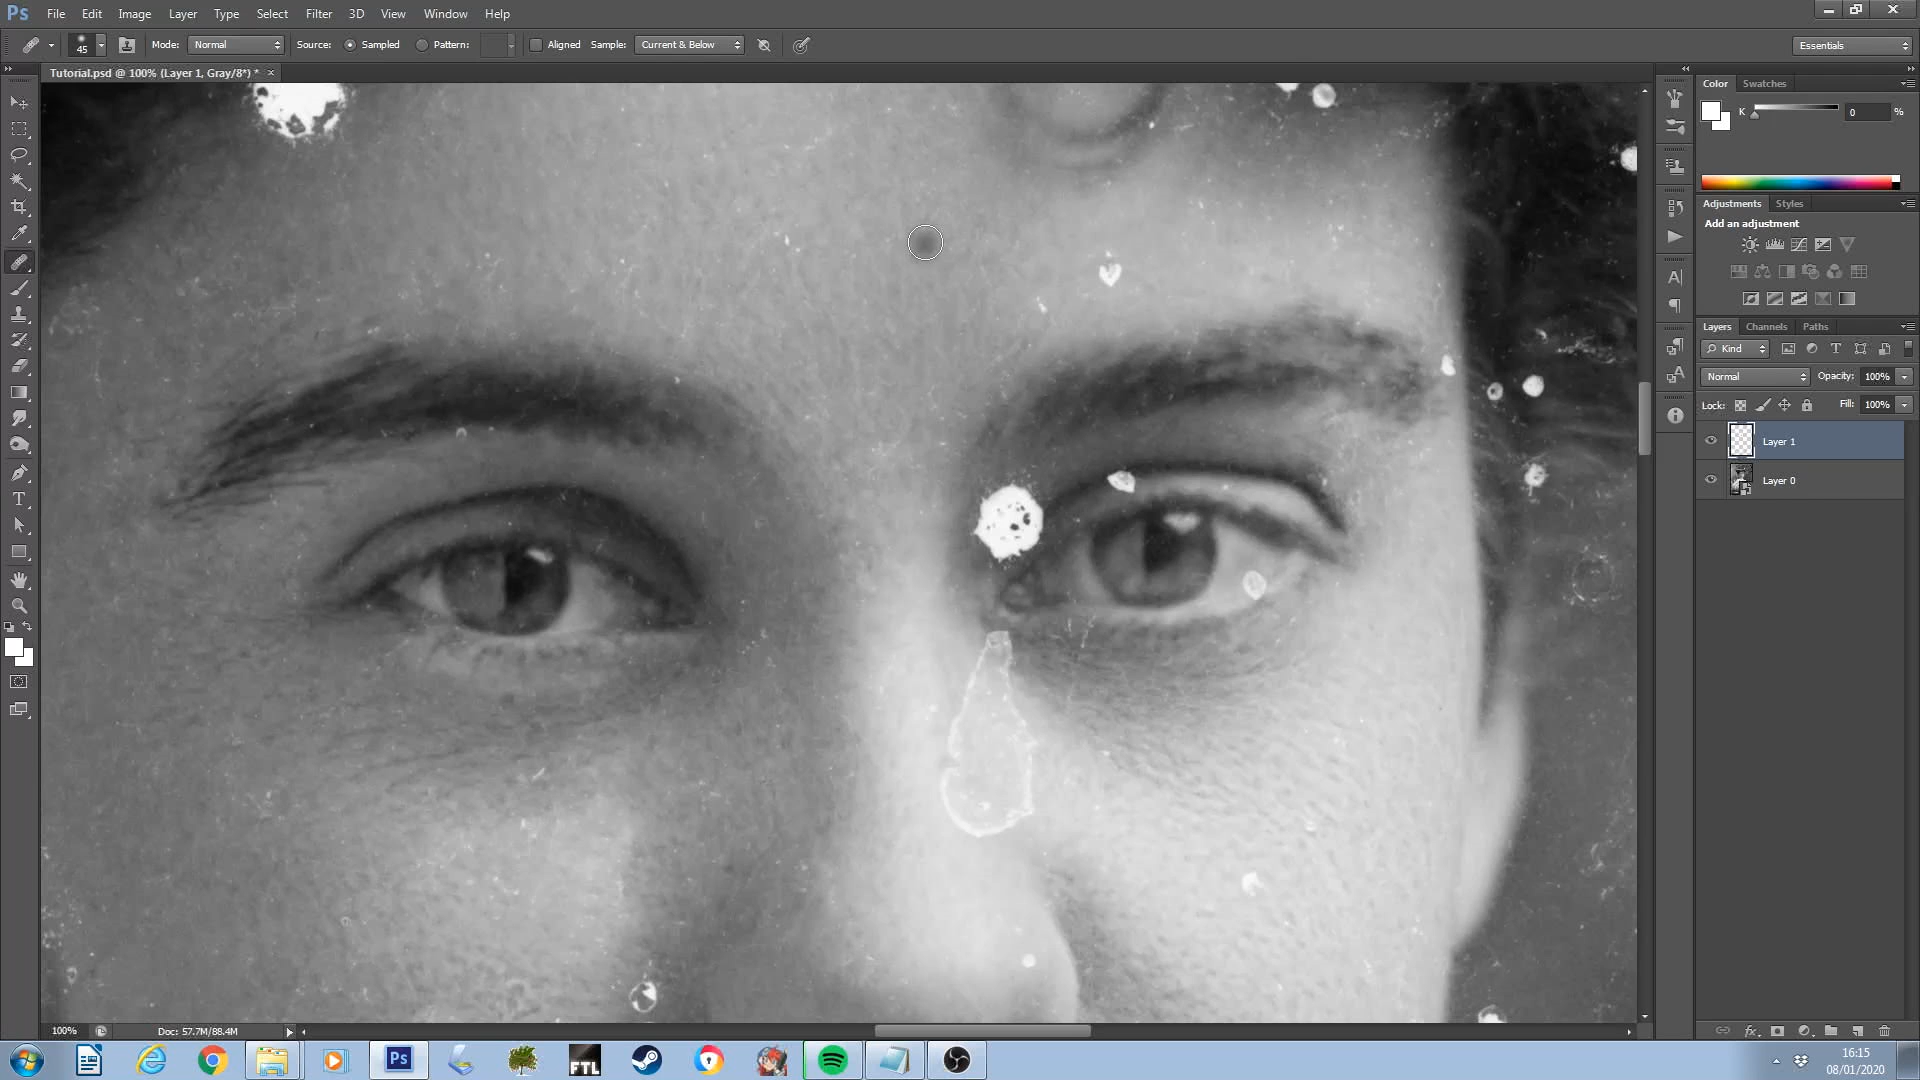 Ps File Edit Image Layer Type Select Filter 3D View Window Help
45 Mode: Normal Source: Sampled Pattern: Aligned Sample: Current & Below Essentials
Tutorial.psd @ 100% (Layer 1, Gray/8*) * ×
Color Swatches
K 0 %
Adjustments Styles
Add an adjustment
Layers Channels Paths
Kind
Normal Opacity: 100%
Lock: Fill: 100%
Layer 1
Layer 0
100% Doc: 57.7M/88.4M
Ps FTL 16:15
08/01/2020